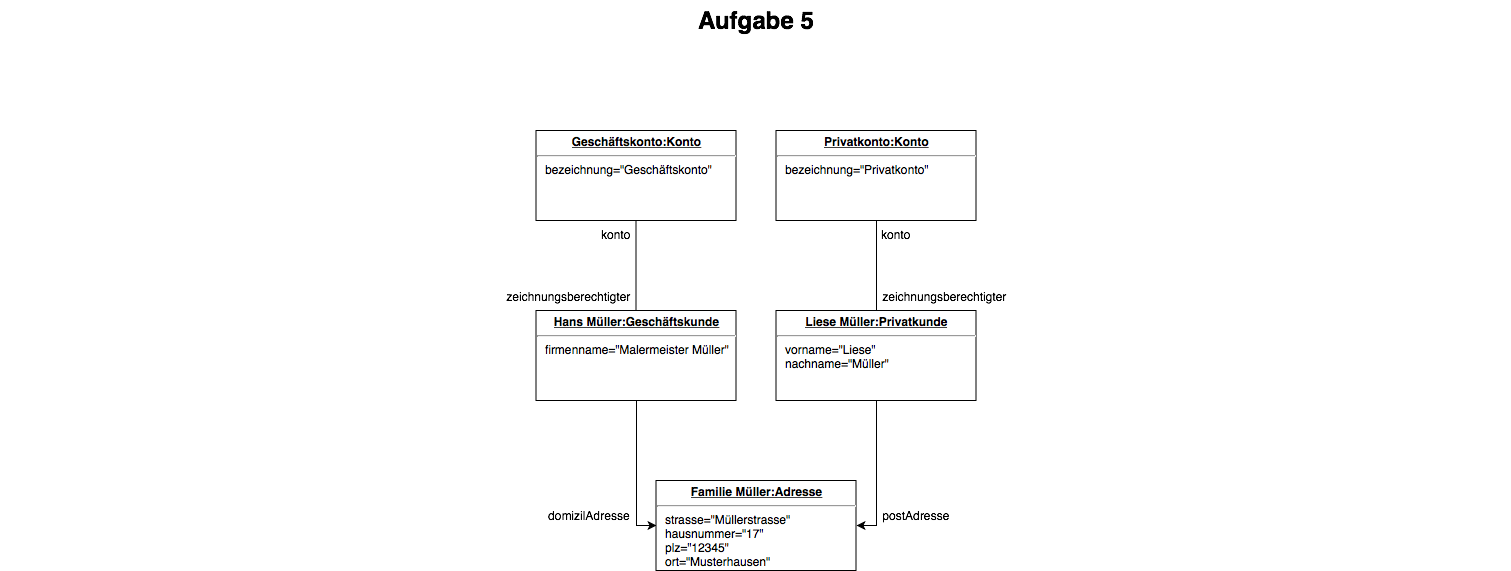 Aufgabe 5
Geschäftskonto:Konto
bezeichnung="Geschäftskonto"
Privatkonto:Konto
bezeichnung="Privatkonto"
konto
konto
zeichnungsberechtigter
zeichnungsberechtigter
Hans Müller:Geschäftskunde
firmenname="Malermeister Müller"
Liese Müller:Privatkunde
vorname="Liese"
nachname="Müller"
domizilAdresse
postAdresse
Familie Müller:Adresse
strasse="Müllerstrasse"
hausnummer="17"
plz="12345"
ort="Musterhausen"